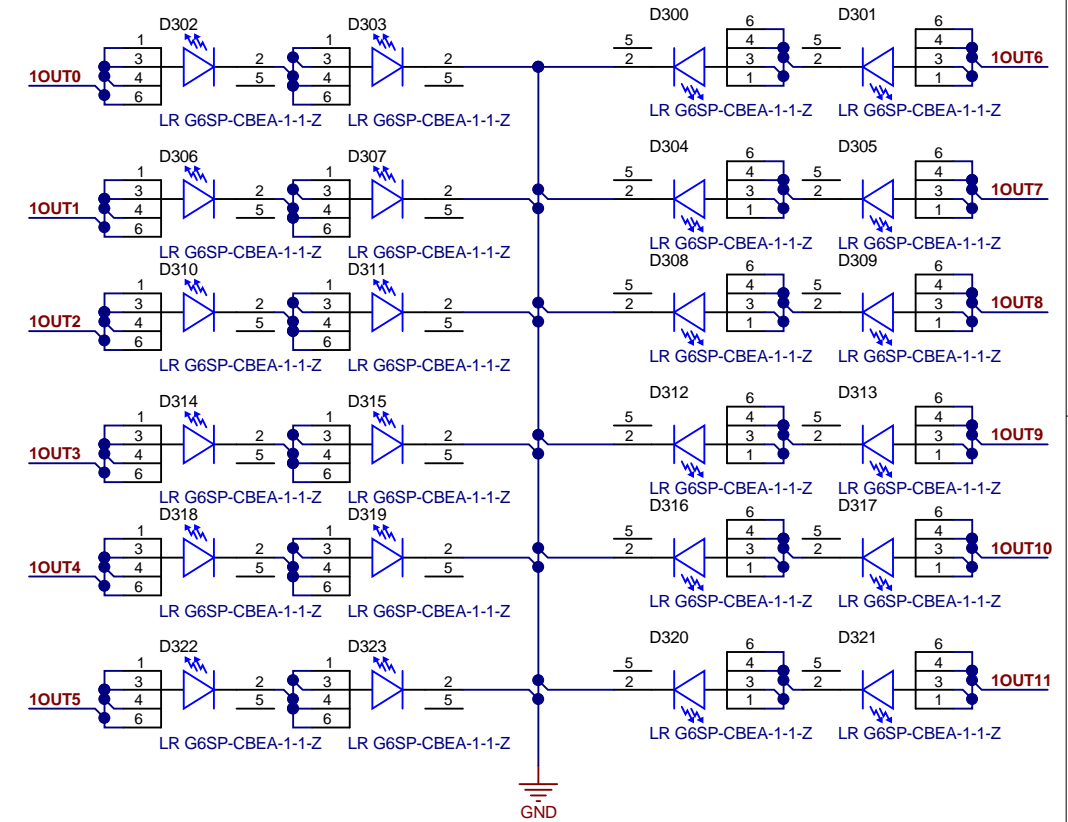 D302 D303 D300 D301
1 1 6 6
3 2 3 2 5 4 5 4
1OUT0 4 5 4 5 2 3 2 3 1OUT6
6 6 1 1
LR G6SP-CBEA-1-1-Z LR G6SP-CBEA-1-1-Z LR G6SP-CBEA-1-1-Z LR G6SP-CBEA-1-1-Z
D306 D307 D304 D305
1 1 6 6
3 2 3 2 5 4 5 4
1OUT1 4 5 4 5 2 3 2 3 1OUT7
6 6 1 1
LR G6SP-CBEA-1-1-Z LR G6SP-CBEA-1-1-Z LR G6SP-CBEA-1-1-Z LR G6SP-CBEA-1-1-Z
D310 D311 D308 D309
1 1 6 6
3 2 3 2 5 4 5 4
1OUT2 4 5 4 5 2 3 2 3 1OUT8
6 6 1 1
LR G6SP-CBEA-1-1-Z LR G6SP-CBEA-1-1-Z LR G6SP-CBEA-1-1-Z LR G6SP-CBEA-1-1-Z
D314 D315 D312 D313
1 1 6 6
3 2 3 2 5 4 5 4
1OUT3 4 5 4 5 2 3 2 3 1OUT9
6 6 1 1
LR G6SP-CBEA-1-1-Z LR G6SP-CBEA-1-1-Z LR G6SP-CBEA-1-1-Z LR G6SP-CBEA-1-1-Z
D318 D319 D316 D317
1 1 6 6
3 2 3 2 5 4 5 4
1OUT4 4 5 4 5 2 3 2 3 1OUT10
6 6 1 1
LR G6SP-CBEA-1-1-Z LR G6SP-CBEA-1-1-Z LR G6SP-CBEA-1-1-Z LR G6SP-CBEA-1-1-Z
D322 D323 D320 D321
1 1 6 6
3 2 3 2 5 4 5 4
1OUT5 4 5 4 5 2 3 2 3 1OUT11
6 6 1 1
LR G6SP-CBEA-1-1-Z LR G6SP-CBEA-1-1-Z LR G6SP-CBEA-1-1-Z LR G6SP-CBEA-1-1-Z
GND